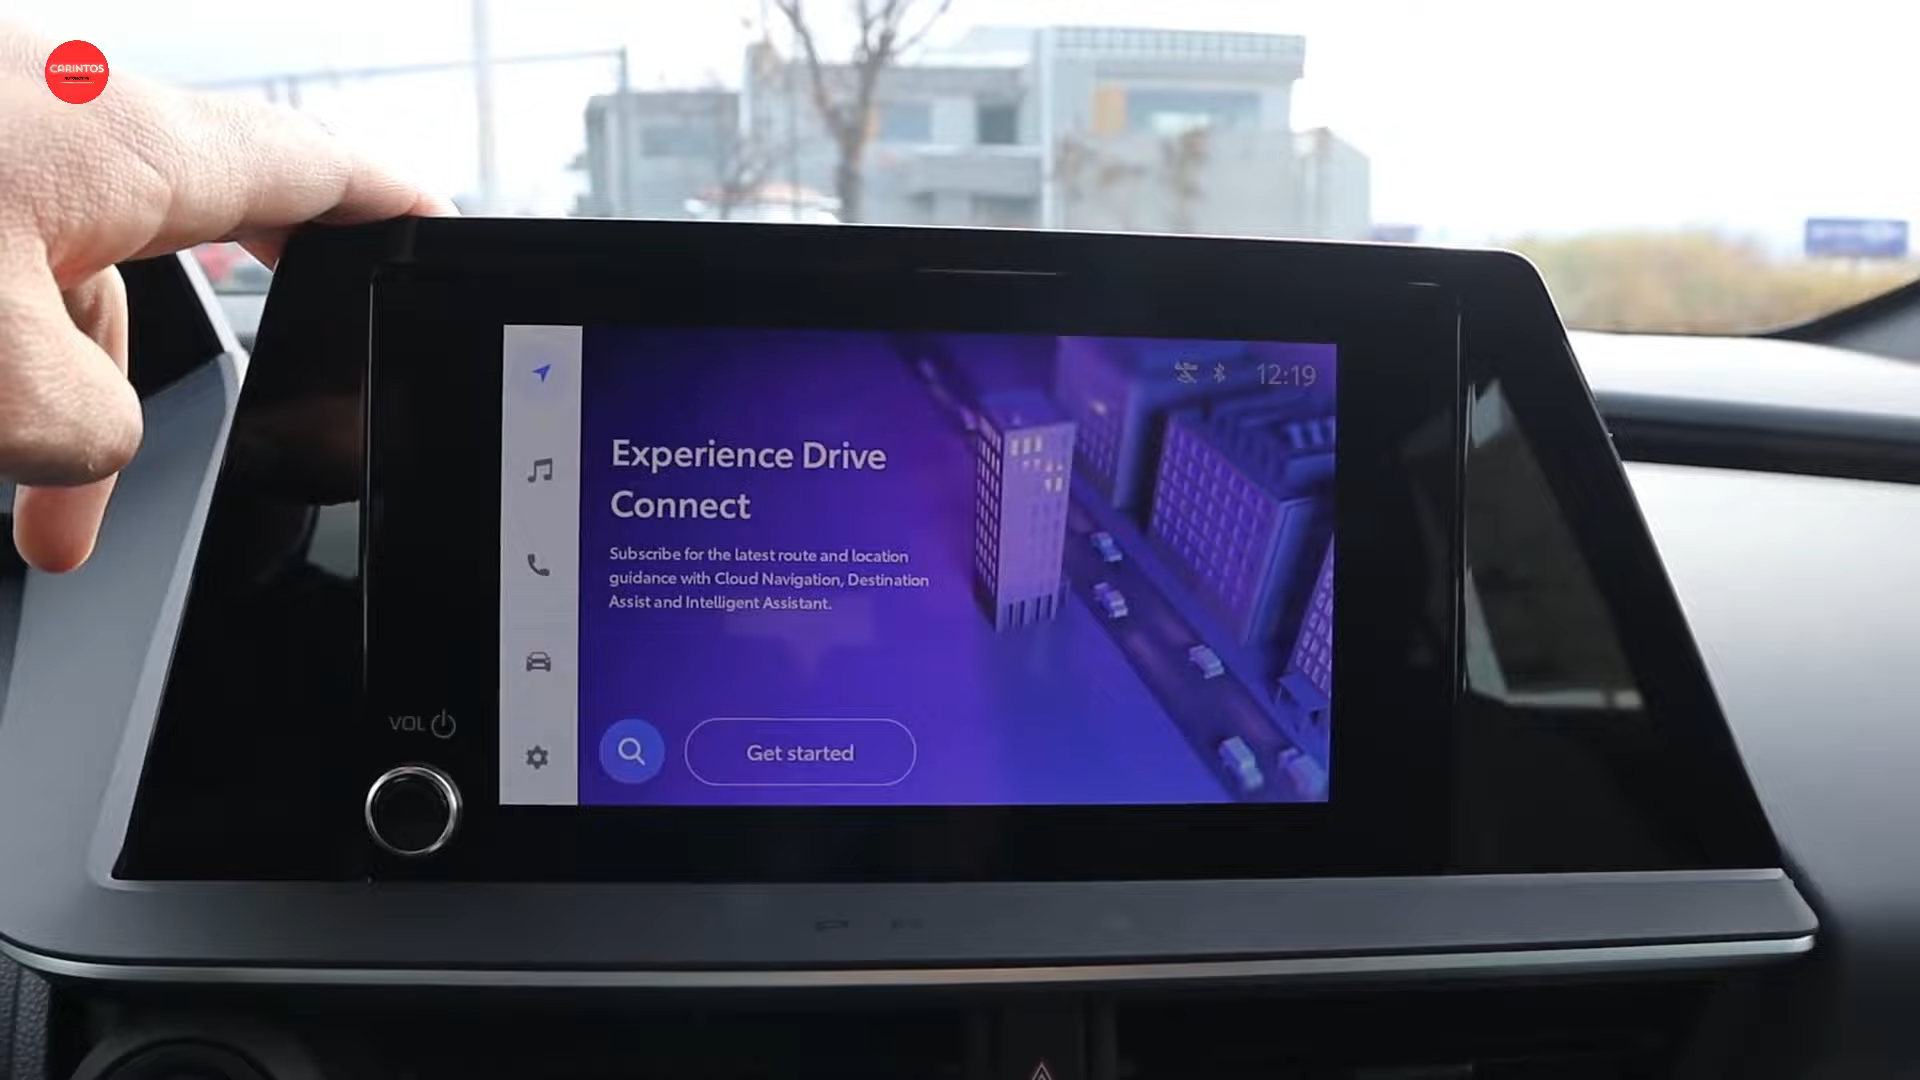 CARINTOS
12:19
Experience Drive
Connect
Subscribe for the latest route and location
guidance with Cloud Navigation, Destination
Assist and Intelligent Assistant.
VOL
Get started